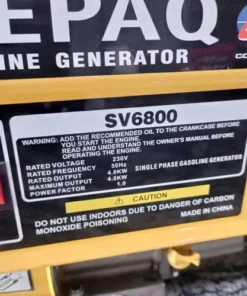 EPAQ
INE GENERATOR
CO
SV6800
WARNING: ADD THE RECOMMENDED OIL TO THE CRANKCASE BEFORE
OPERATING THE ENGINE.
READ AND UNDERSTAND THE OWNER'S MANUAL BEFORE
STARTING THE ENGINE.
RATED VOLTAGE 230V
RATED FREQUENCY 50Hz
RATED OUTPUT 4.0KW SINGLE PHASE GASOLINE GENERATOR
MAXIMUM OUTPUT 4.5KW
POWER FACTOR 1.0
CAUTION
DO NOT USE INDOORS DUE TO DANGER OF CARBON
MONOXIDE POISONING MADE IN CHINA